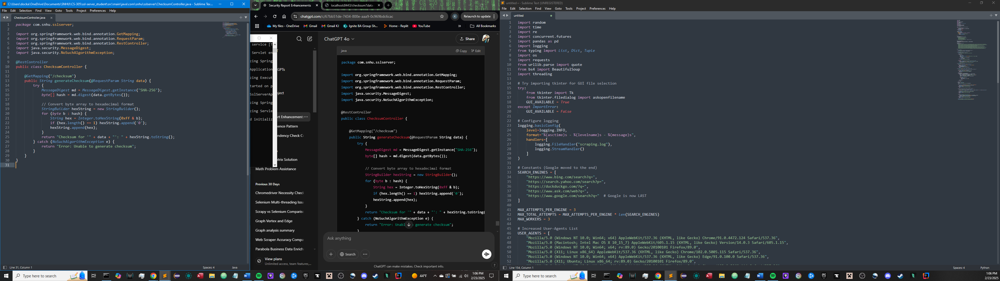 C:\Users\docka\OneDrive\Documents\SNHU\CS-305\ssl-server_student\src\main\java\com\snhu\sslserver\ChecksumController.java - Sublime Text...
File Edit Selection Find View Goto Tools Project Preferences Help
ChecksumController.java
1 package com.snhu.sslserver;
2
3 import org.springframework.web.bind.annotation.GetMapping;
4 import org.springframework.web.bind.annotation.RequestParam;
5 import org.springframework.web.bind.annotation.RestController;
6 import java.security.MessageDigest;
7 import java.security.NoSuchAlgorithmException;
8
9 @RestController
10 public class ChecksumController {
11
12 @GetMapping("/checksum")
13 public String generateChecksum(@RequestParam String data) {
14 try {
15 MessageDigest md = MessageDigest.getInstance("SHA-256");
16 byte[] hash = md.digest(data.getBytes());
17
18 // Convert byte array to hexadecimal format
19 StringBuilder hexString = new StringBuilder();
20 for (byte b : hash) {
21 String hex = Integer.toHexString(0xff & b);
22 if (hex.length() == 1) hexString.append('0');
23 hexString.append(hex);
24 }
25 return "Checksum for '" + data + "': " + hexString.toString();
26 } catch (NoSuchAlgorithmException e) {
27 return "Error: Unable to generate checksum";
28 }
29 }
30 }
31
Line 31, Column 1
Spaces: 4
Java
Security Report Enhancements
localhost:8443/checksum?data
chatgpt.com/c/67bb51de-7434-800e-aaa9-0c969bdc6cac
K
Relaunch to update
My files - OneDrive
Gmail
Gmail KJ
Ignite BA Group Sh...
Home - Replit
YouTube
All Bookmarks
service [T
Servlet en
zing Spring
Application
zing Execut
tarted on p
SslServerAp
zing Spring
zing Servle
d initializ
GPTs
oject
rt Enhancement
ience Pattern
ndency Check Co
atrix Solution
Math Problem Assistance
Previous 30 Days
Chromedriver Necessity Check
Selenium Multi-threading Issu
Scrapy vs Selenium Comparisc
Graph Vertex and Edge
Graph analysis summary
Web Scraper Accuracy Compa
Parabola Business Data Enrich
View plans
Unlimited access, team features,...
ChatGPT 4o
Share
java
Copy
Edit
package com.snhu.sslserver;
import org.springframework.web.bind.annotation.GetMapping;
import org.springframework.web.bind.annotation.RequestParam;
import org.springframework.web.bind.annotation.RestController;
import java.security.MessageDigest;
import java.security.NoSuchAlgorithmException;
@RestController
public class ChecksumController {
@GetMapping("/checksum")
public String generateChecksum(@RequestParam String data) {
try {
MessageDigest md = MessageDigest.getInstance("SHA-256");
byte[] hash = md.digest(data.getBytes());
// Convert byte array to hexadecimal format
StringBuilder hexString = new StringBuilder();
for (byte b : hash) {
String hex = Integer.toHexString(0xff & b);
if (hex.length() == 1) hexString.append('0');
hexString.append(hex);
}
return "Checksum for '" + data + "': " + hexString.toString(
} catch (NoSuchAlgorithmException e) {
return "Error: Unabl generate checksum";
}
Ask anything
Search
ChatGPT can make mistakes. Check important info.
?
untitled • - Sublime Text (UNREGISTERED)
File Edit Selection Find View Goto Tools Project Preferences Help
untitled
1 import random
2 import time
3 import re
4 import concurrent.futures
5 import pandas as pd
6 import logging
7 from typing import List, Dict, Tuple
8 import os
9 import requests
10 from urllib.parse import quote
11 from bs4 import BeautifulSoup
12 import threading
13
14 # Try importing tkinter for GUI file selection
15 try:
16 from tkinter import Tk
17 from tkinter.filedialog import askopenfilename
18 GUI_AVAILABLE = True
19 except ImportError:
20 GUI_AVAILABLE = False
21
22 # Configure logging
23 logging.basicConfig(
24 level=logging.INFO,
25 format="%(asctime)s - %(levelname)s - %(message)s",
26 handlers=[
27 logging.FileHandler("scraping.log"),
28 logging.StreamHandler()
29 ]
30 )
31
32 # Constants (Google moved to the end)
33 SEARCH_ENGINES = [
34 "https://www.bing.com/search?q=",
35 "https://search.yahoo.com/search?p=",
36 "https://duckduckgo.com/?q=",
37 "https://www.ask.com/web?q=",
38 "https://www.google.com/search?q=" # Google is now LAST
39 ]
40
41 MAX_ATTEMPTS_PER_ENGINE = 3
42 MAX_TOTAL_ATTEMPTS = MAX_ATTEMPTS_PER_ENGINE * len(SEARCH_ENGINES)
43 MAX_WORKERS = 3
44
45 # Increased User-Agents List
46 USER_AGENTS = [
47 "Mozilla/5.0 (Windows NT 10.0; Win64; x64) AppleWebKit/537.36 (KHTML, like Gecko) Chrome/91.0.4472.124 Safari/537.36",
48 "Mozilla/5.0 (Macintosh; Intel Mac OS X 10_15_7) AppleWebKit/605.1.15 (KHTML, like Gecko) Version/14.0.3 Safari/605.1.15",
49 "Mozilla/5.0 (Windows NT 10.0; Win64; x64; rv:89.0) Gecko/20100101 Firefox/89.0",
50 "Mozilla/5.0 (X11; Linux x86_64) AppleWebKit/537.36 (KHTML, like Gecko) Chrome/102.0.5005.115 Safari/537.36",
51 "Mozilla/5.0 (Windows NT 10.0; Win64; x64) AppleWebKit/537.36 (KHTML, like Gecko) Edge/91.0.100.0 Safari/537.36",
52 "Mozilla/5.0 (X11; Ubuntu; Linux x86_64; rv:89.0) Gecko/20100101 Firefox/89.0",
Line 154, Column 1
Spaces: 4
Python
Type here to search
44°F
1:06 PM
2/23/2025
Type here to search
1:06 PM
2/23/2025